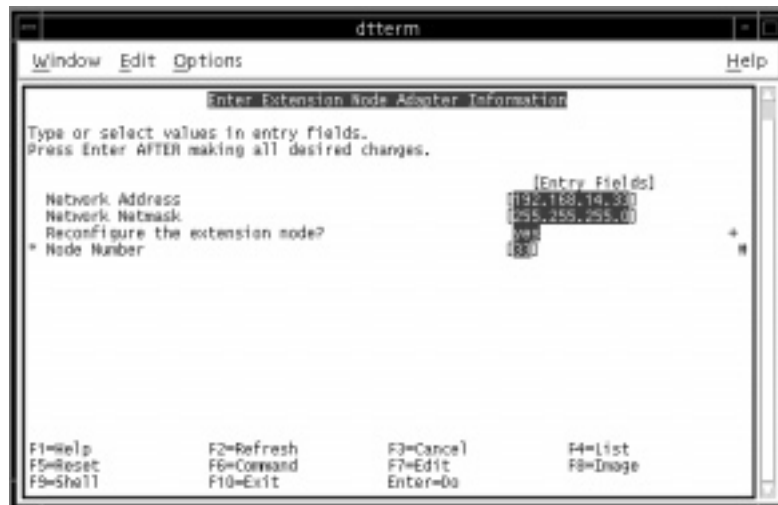 dtterm
Window Edit Options Help
Enter Extension Node Adapter Information
Type or select values in entry fields.
Press Enter AFTER making all desired changes.
[Entry Fields]
Network Address [192.168.14.33]
Network Netmask [255.255.255.0]
Reconfigure the extension node? yes +
* Node Number [33] #
F1=Help F2=Refresh F3=Cancel F4=List
F5=Reset F6=Command F7=Edit F8=Image
F9=Shell F10=Exit Enter=Do